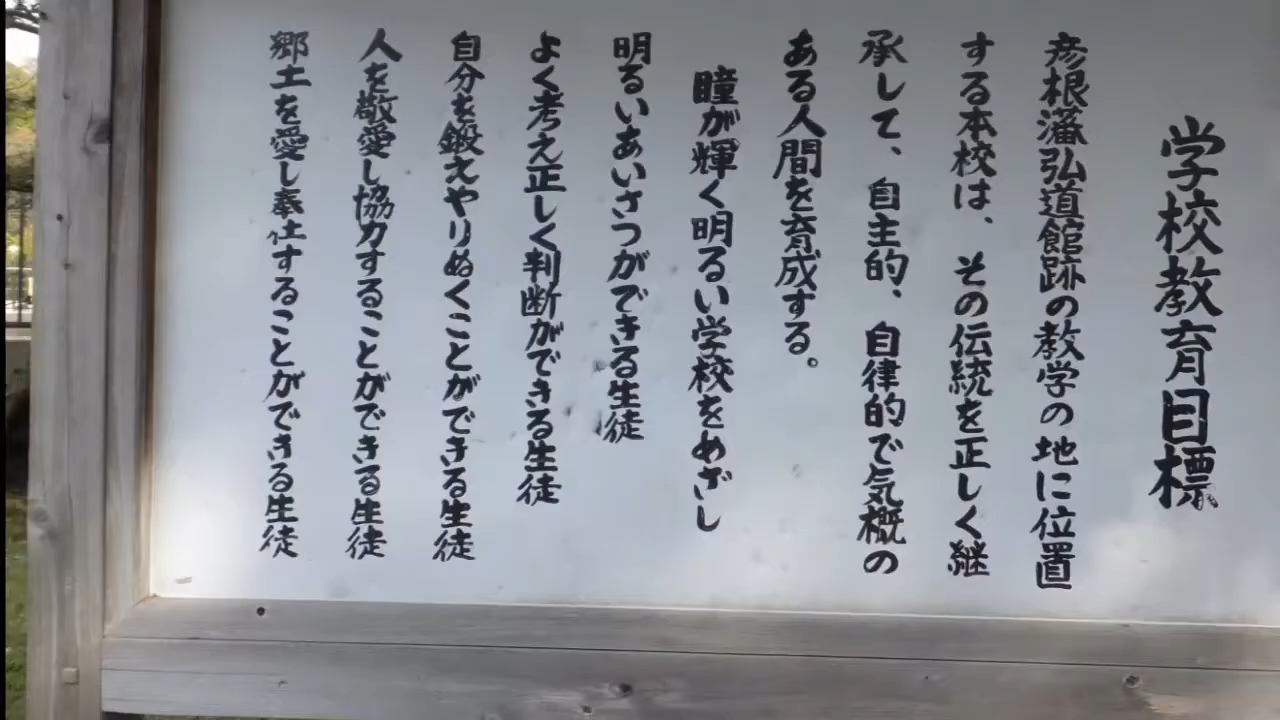 学校教育目標
彦根藩弘道館跡の教学の地に位置
する本校は、その伝統を正しく継
承して、自主的、自律的で気概の
ある人間を育成する。
瞳が輝く明るい学校をめざし
明るいあいさつができる生徒
よく考え正しく判断ができる生徒
自分を鍛えやりぬくことができる生徒
人を敬愛し協力することができる生徒
郷土を愛し奉仕することができる生徒